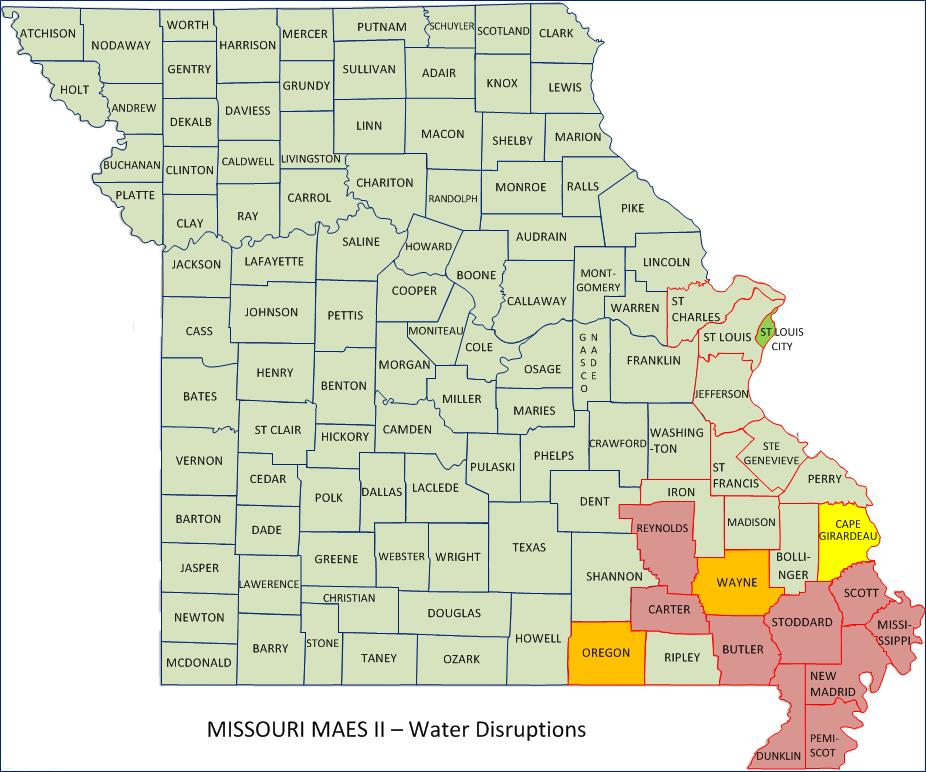 ATCHISON
NODAWAY
WORTH
HARRISON
MERCER
PUTNAM
SCHUYLER
SCOTLAND
CLARK
HOLT
GENTRY
GRUNDY
SULLIVAN
ADAIR
KNOX
LEWIS
ANDREW
DEKALB
DAVIESS
LINN
MACON
SHELBY
MARION
BUCHANAN
CLINTON
CALDWELL
LIVINGSTON
CHARITON
RANDOLPH
MONROE
RALLS
PIKE
PLATTE
CLAY
RAY
CARROL
SALINE
HOWARD
AUDRAIN
JACKSON
LAFAYETTE
COOPER
BOONE
CALLAWAY
MONT-
GOMERY
LINCOLN
WARREN
ST
CHARLES
ST LOUIS
ST LOUIS
CITY
CASS
JOHNSON
PETTIS
MONITEAU
COLE
OSAGE
GASCO
NADE
FRANKLIN
JEFFERSON
BATES
HENRY
BENTON
MORGAN
MILLER
MARIES
ST CLAIR
HICKORY
CAMDEN
PULASKI
PHELPS
CRAWFORD
WASHING
-TON
ST
FRANCIS
STE
GENEVIEVE
PERRY
VERNON
CEDAR
POLK
DALLAS
LACLEDE
DENT
IRON
REYNOLDS
MADISON
BOLLI-
NGER
CAPE
GIRARDEAU
BARTON
DADE
GREENE
WEBSTER
WRIGHT
TEXAS
SHANNON
WAYNE
JASPER
LAWERENCE
CHRISTIAN
DOUGLAS
CARTER
STODDARD
SCOTT
MISSI-
SSIPPI
NEWTON
BARRY
STONE
TANEY
OZARK
HOWELL
OREGON
RIPLEY
BUTLER
NEW
MADRID
MCDONALD
DUNKLIN
PEMI-
SCOT
MISSOURI MAES II – Water Disruptions